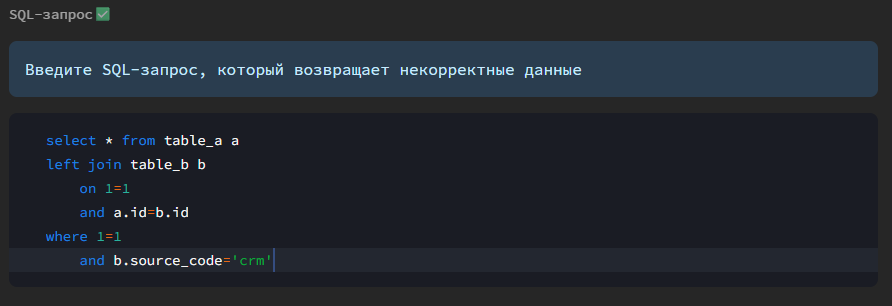 SQL-запрос✅
Введите SQL-запрос, который возвращает некорректные данные
select * from table_a a
left join table_b b
    on 1=1
    and a.id=b.id
where 1=1
    and b.source_code='crm'